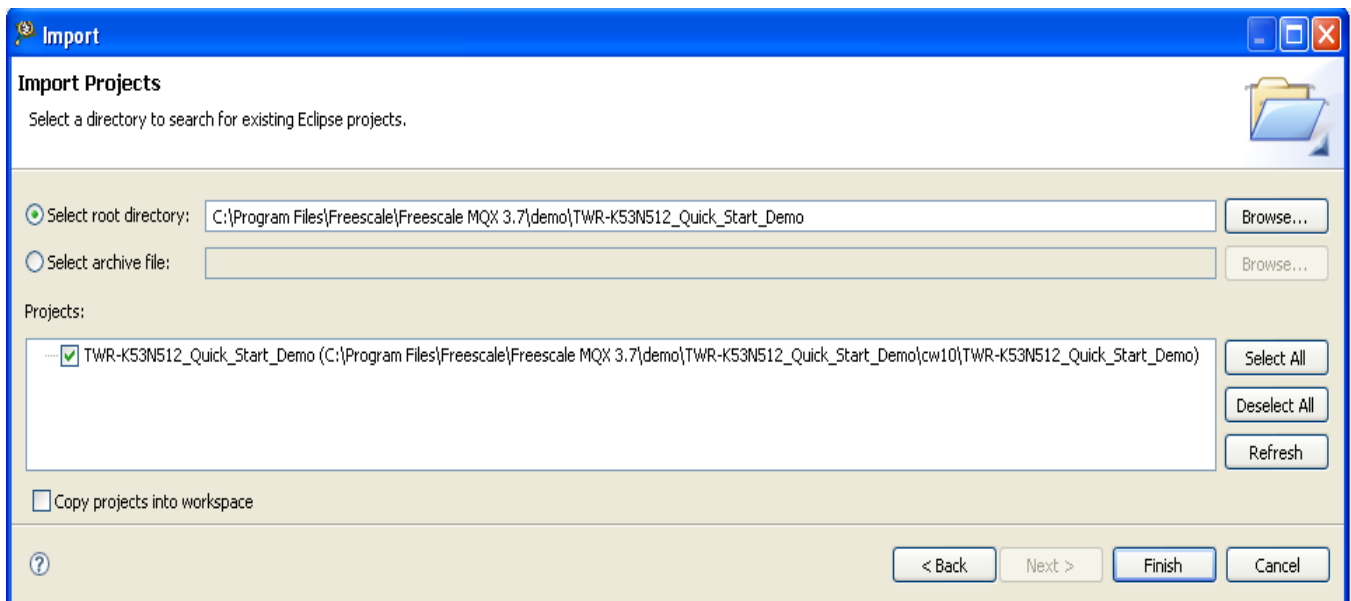 Import
Import Projects
Select a directory to search for existing Eclipse projects.
Select root directory: C:\Program Files\Freescale\Freescale MQX 3.7\demo\TWR-K53N512_Quick_Start_Demo Browse...
Select archive file: Browse...
Projects:
TWR-K53N512_Quick_Start_Demo (C:\Program Files\Freescale\Freescale MQX 3.7\demo\TWR-K53N512_Quick_Start_Demo\cw10\TWR-K53N512_Quick_Start_Demo) Select All
Deselect All
Refresh
Copy projects into workspace
? < Back Next > Finish Cancel